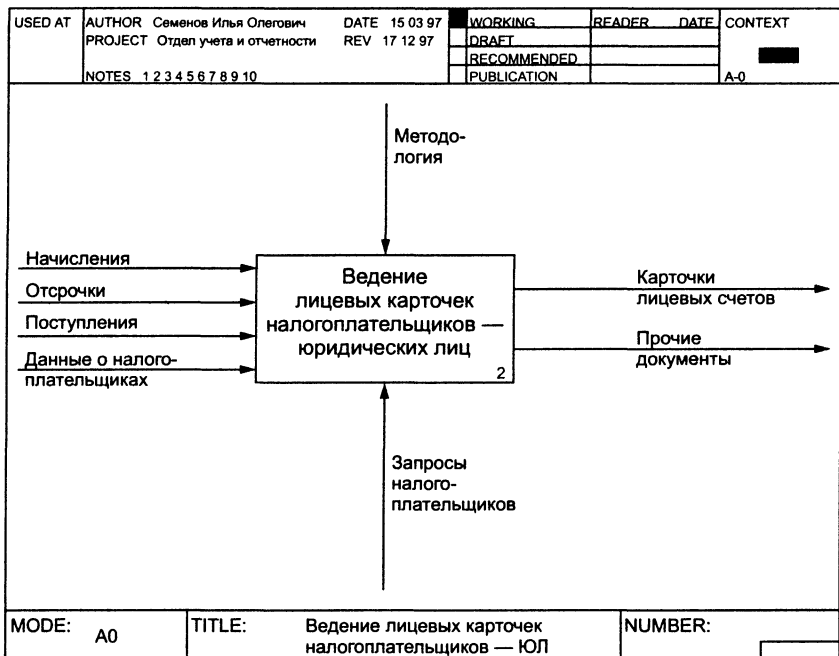 USED AT
AUTHOR Семенов Илья Олегович
DATE 15 03 97
PROJECT Отдел учета и отчетности
REV 17 12 97
NOTES 1 2 3 4 5 6 7 8 9 10
WORKING
DRAFT
RECOMMENDED
PUBLICATION
READER DATE
CONTEXT
A-0
Методо-
логия
Начисления
Отсрочки
Поступления
Данные о налого-
плательщиках
Ведение
лицевых карточек
налогоплательщиков —
юридических лиц
2
Карточки
лицевых счетов
Прочие
документы
Запросы
налого-
плательщиков
MODE: A0
TITLE: Ведение лицевых карточек
налогоплательщиков — ЮЛ
NUMBER: